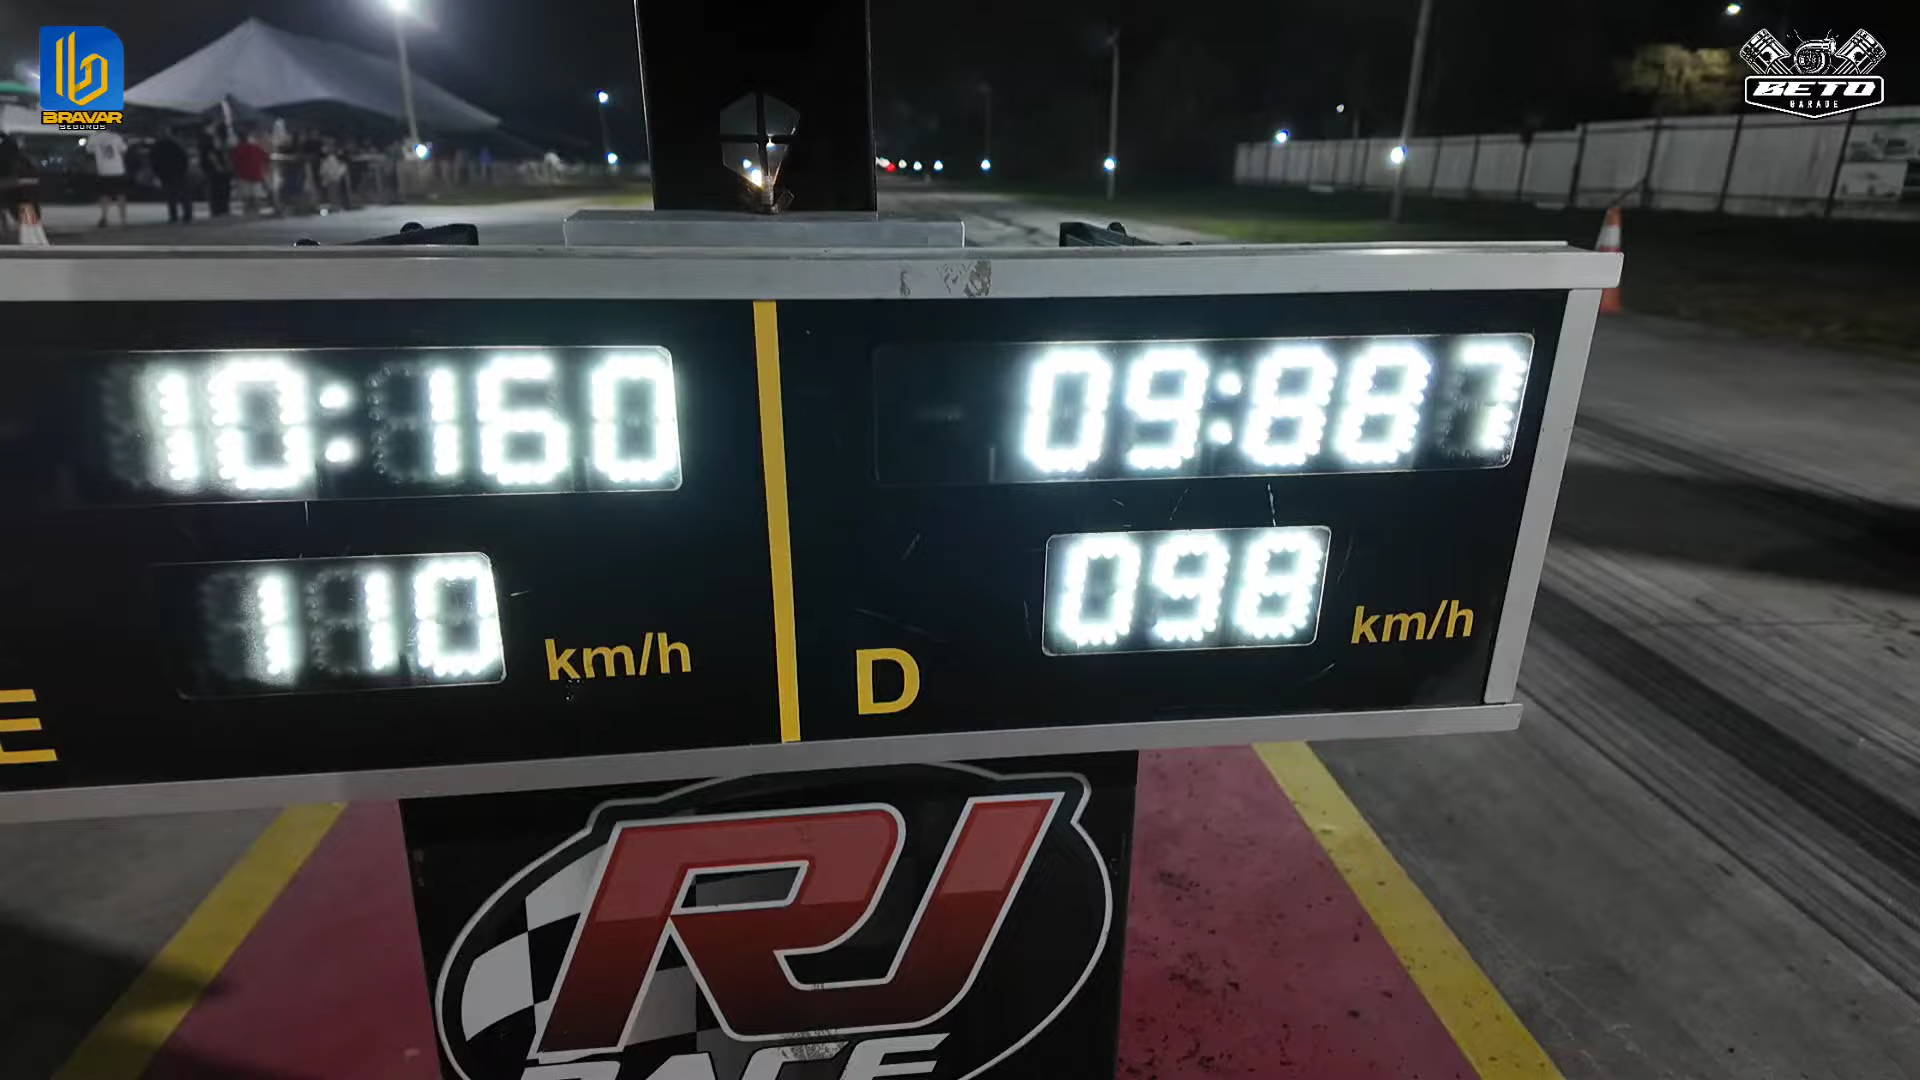 BRAVAR
SEGUROS
BETO
GARAGE
10:160
09:887
110 km/h
098 km/h
E
D
RJ
RACE